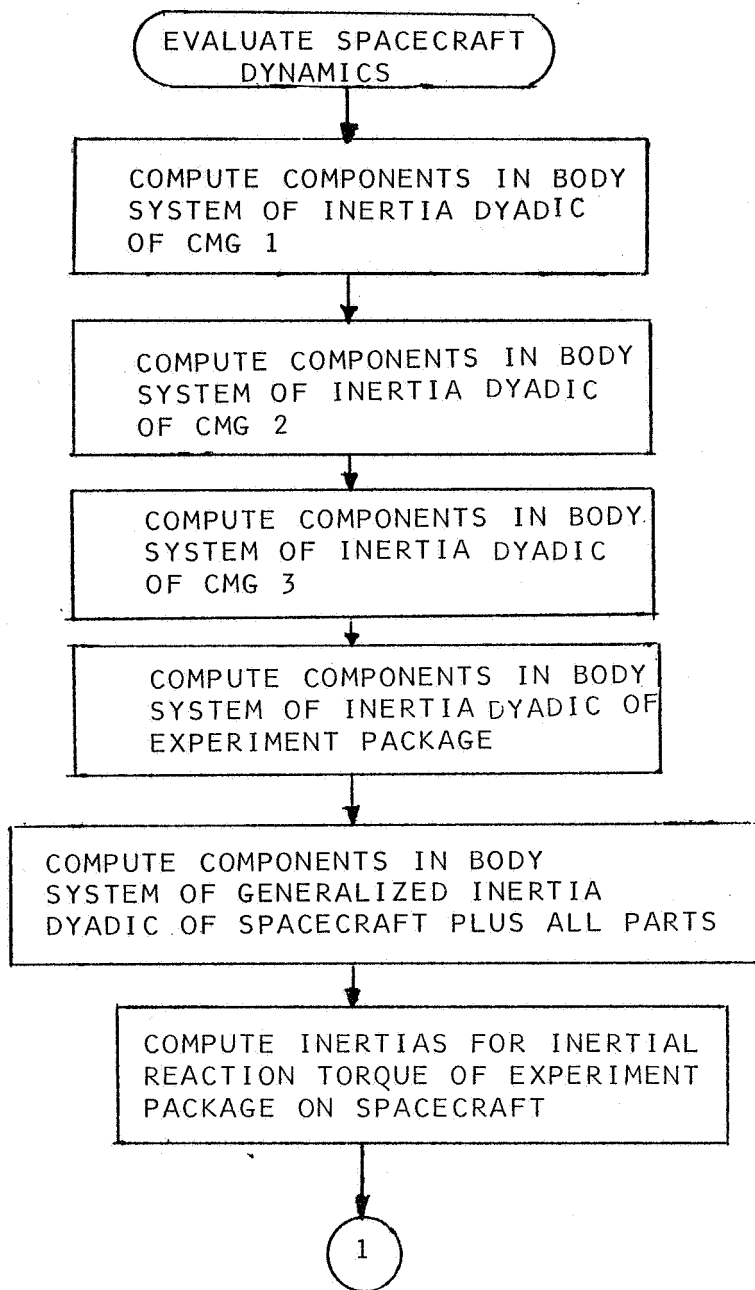 EVALUATE SPACECRAFT
DYNAMICS
COMPUTE COMPONENTS IN BODY
SYSTEM OF INERTIA DYADIC
OF CMG 1
COMPUTE COMPONENTS IN BODY
SYSTEM OF INERTIA DYADIC
OF CMG 2
COMPUTE COMPONENTS IN BODY
SYSTEM OF INERTIA DYADIC
OF CMG 3
COMPUTE COMPONENTS IN BODY
SYSTEM OF INERTIA DYADIC OF
EXPERIMENT PACKAGE
COMPUTE COMPONENTS IN BODY
SYSTEM OF GENERALIZED INERTIA
DYADIC OF SPACECRAFT PLUS ALL PARTS
COMPUTE INERTIAS FOR INERTIAL
REACTION TORQUE OF EXPERIMENT
PACKAGE ON SPACECRAFT
1